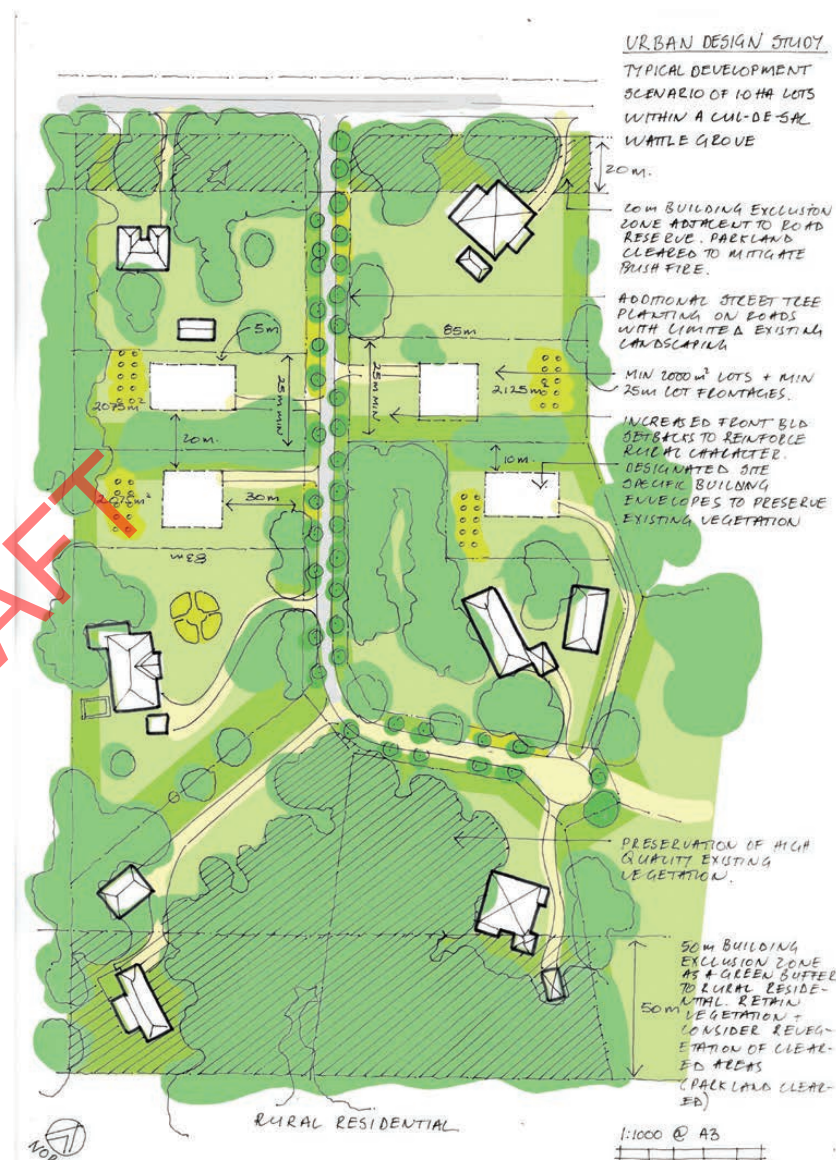 URBAN DESIGN STUDY
TYPICAL DEVELOPMENT
SCENARIO OF 10 HA LOTS
WITHIN A CUL-DE-SAC
WATTLE GROVE
20m.
20m BUILDING EXCLUSION
ZONE ADJACENT TO ROAD
RESERVE. PARKLAND
CLEARED TO MITIGATE
BUSH FIRE.
ADDITIONAL STREET TREE
PLANTING ON ROADS
WITH LIMITED EXISTING
LANDSCAPING
5m
85m
MIN 2000m² LOTS + MIN
25m LOT FRONTAGES.
25m MIN
25m MIN
2075m²
2125m²
INCREASED FRONT BLD
SETBACKS TO REINFORCE
RURAL CHARACTER.
DESIGNATED SITE
SPECIFIC BUILDING
ENVELOPES TO PRESERVE
EXISTING VEGETATION
20m.
10m.
2075m²
30m
83m
DRAFT
PRESERVATION OF HIGH
QUALITY EXISTING
VEGETATION.
50m BUILDING
EXCLUSION ZONE
AS A GREEN BUFFER
TO RURAL RESIDE-
NTIAL. RETAIN
VEGETATION +
CONSIDER REVEG-
ETATION OF CLEAR-
ED AREAS
(PARKLAND CLEAR-
ED)
50m
RURAL RESIDENTIAL
1:1000 @ A3